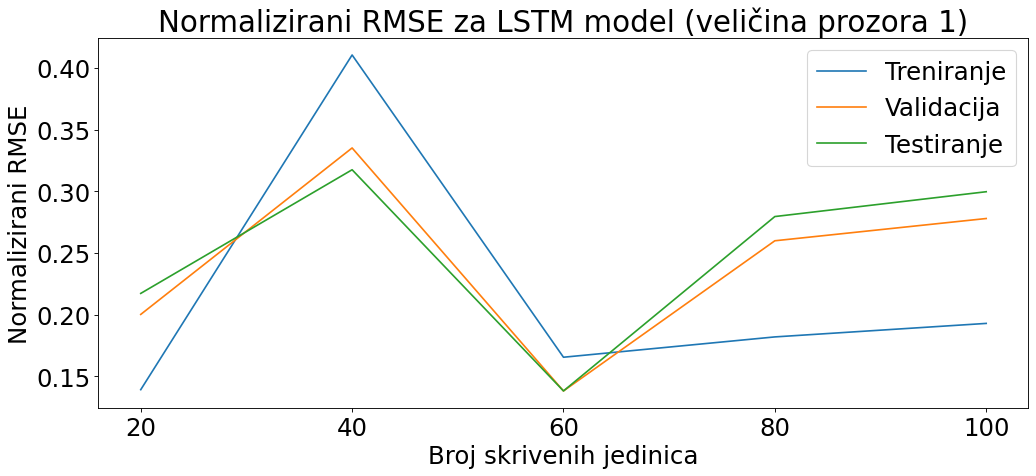 Normalizirani RMSE za LSTM model (veličina prozora 1)
Normalizirani RMSE
0.40
0.35
0.30
0.25
0.20
0.15
Treniranje
Validacija
Testiranje
20 40 60 80 100
Broj skrivenih jedinica